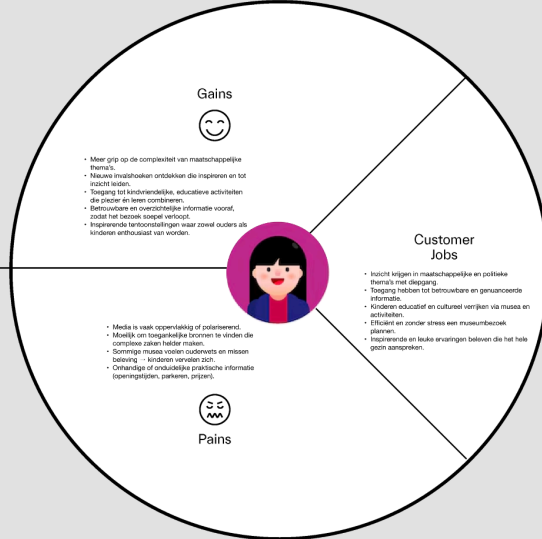 Gains
• Meer grip op de complexiteit van maatschappelijke
thema's.
• Nieuwe invalshoeken ontdekken die inspireren en tot
inzicht leiden.
• Toegang tot kindvriendelijke, educatieve activiteiten
die plezier én leren combineren.
• Betrouwbare en overzichtelijke informatie vooraf,
zodat het bezoek soepel verloopt.
• Inspirerende tentoonstellingen waar zowel ouders als
kinderen enthousiast van worden.
Customer
Jobs
• Inzicht krijgen in maatschappelijke en politieke
thema's met diepgang.
• Toegang hebben tot betrouwbare en genuanceerde
informatie.
• Kinderen educatief en cultureel verrijken via musea en
activiteiten.
• Efficiënt en zonder stress een museumbezoek
plannen.
• Inspirerende en leuke ervaringen beleven die het hele
gezin aanspreken.
• Media is vaak oppervlakkig of polariserend.
• Moeilijk om toegankelijke bronnen te vinden die
complexe zaken helder maken.
• Sommige musea voelen ouderwets en missen
beleving → kinderen vervelen zich.
• Onhandige of onduidelijke praktische informatie
(openingstijden, parkeren, prijzen).
Pains